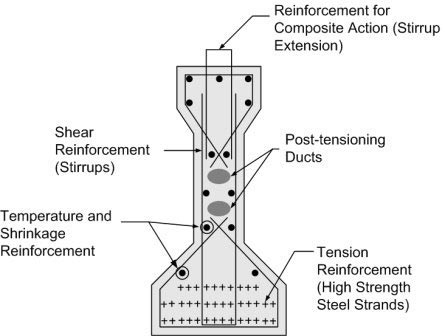 Reinforcement for
Composite Action (Stirrup
Extension)
Shear
Reinforcement
(Stirrups)
Post-tensioning
Ducts
Temperature and
Shrinkage
Reinforcement
Tension
Reinforcement
(High Strength
Steel Strands)